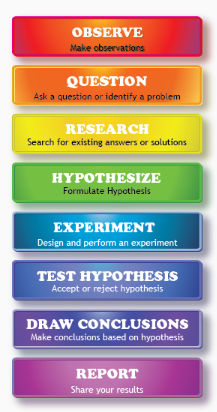 OBSERVE
Make observations
QUESTION
Ask a question or identify a problem
RESEARCH
Search for existing answers or solutions
HYPOTHESIZE
Formulate Hypothesis
EXPERIMENT
Design and perform an experiment
TEST HYPOTHESIS
Accept or reject hypothesis
DRAW CONCLUSIONS
Make conclusions based on hypothesis
REPORT
Share your results